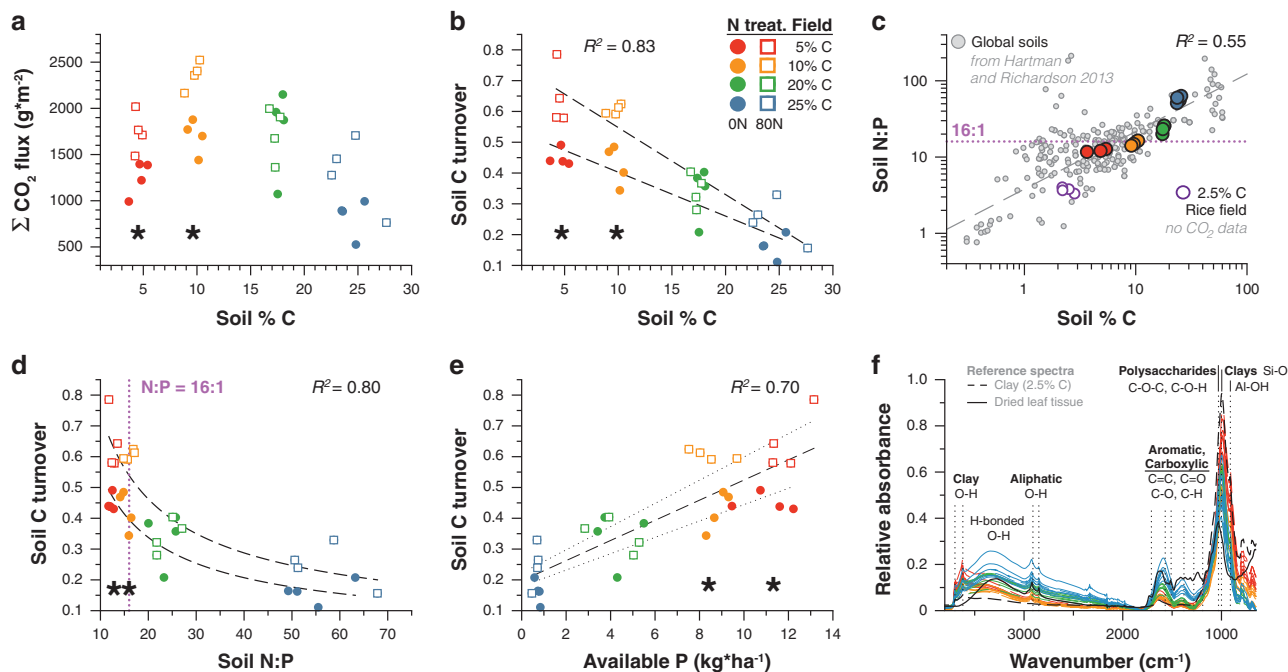 a
Σ CO₂ flux (g*m⁻²)
2500
2000
1500
1000
500
5 10 15 20 25 30
Soil % C
* *
b
R² = 0.83
N treat. Field
5% C
10% C
20% C
25% C
0N 80N
Soil C turnover
0.8
0.7
0.6
0.5
0.4
0.3
0.2
0.1
5 10 15 20 25 30
Soil % C
* *
c
Global soils
from Hartman
and Richardson 2013
R² = 0.55
16:1
Soil N:P
100
10
1
2.5% C
Rice field
no CO₂ data
1 10 100
Soil % C
d
N:P = 16:1
R² = 0.80
Soil C turnover
0.8
0.7
0.6
0.5
0.4
0.3
0.2
0.1
10 20 30 40 50 60 70
Soil N:P
* *
e
R² = 0.70
Soil C turnover
0.8
0.7
0.6
0.5
0.4
0.3
0.2
0.1
0 2 4 6 8 10 12 14
Available P (kg*ha⁻¹)
* *
f
Reference spectra
Clay (2.5% C)
Dried leaf tissue
Polysaccharides
C-O-C, C-O-H
Clays Si-O
Al-OH
Aromatic,
Carboxylic
C=C, C=O
C-O, C-H
Clay
O-H
Aliphatic
O-H
H-bonded
O-H
Relative absorbance
1.0
0.8
0.6
0.4
0.2
0
3000 2000 1000
Wavenumber (cm⁻¹)